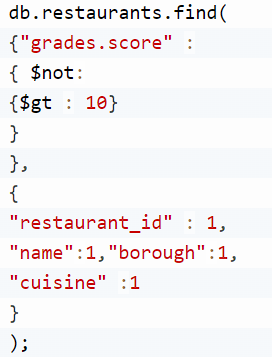 db.restaurants.find(
{"grades.score" :
{ $not:
{$gt : 10}
}
},
{
"restaurant_id" : 1,
"name":1,"borough":1,
"cuisine" :1
}
);